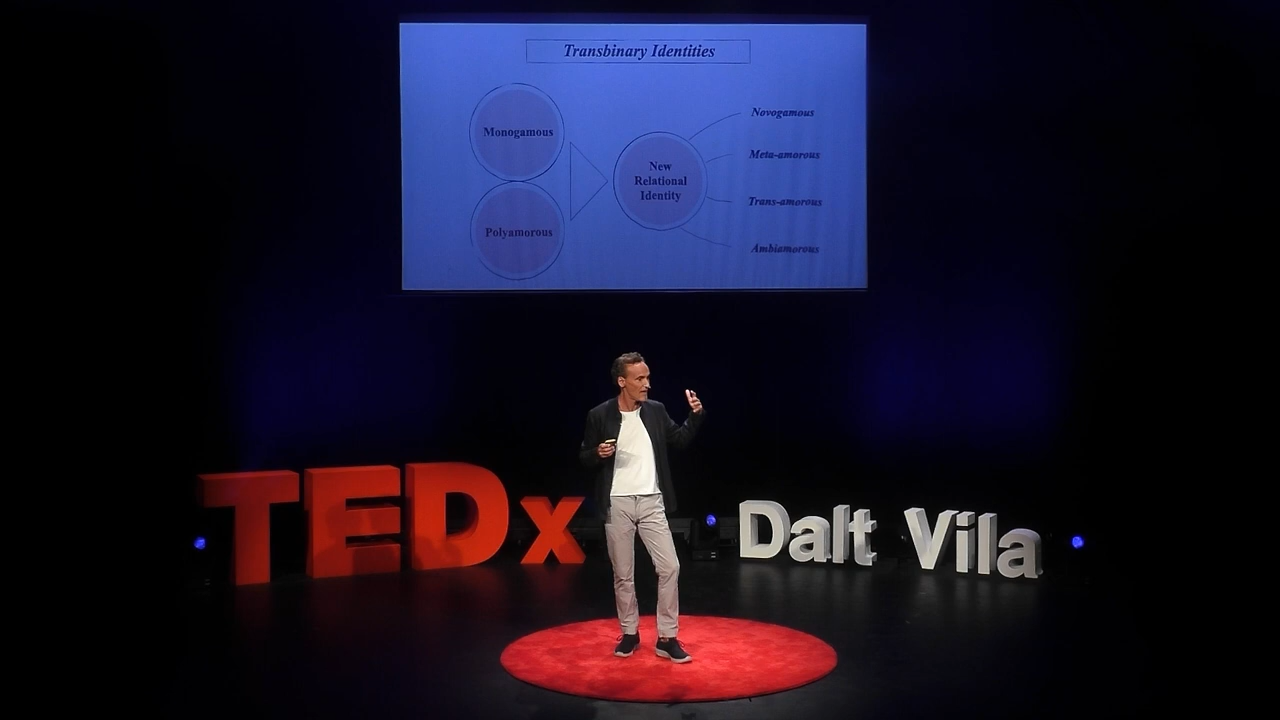 Transbinary Identities
Monogamous
Polyamorous
New
Relational
Identity
Novogamous
Meta-amorous
Trans-amorous
Ambiamorous
TEDx
Dalt Vila